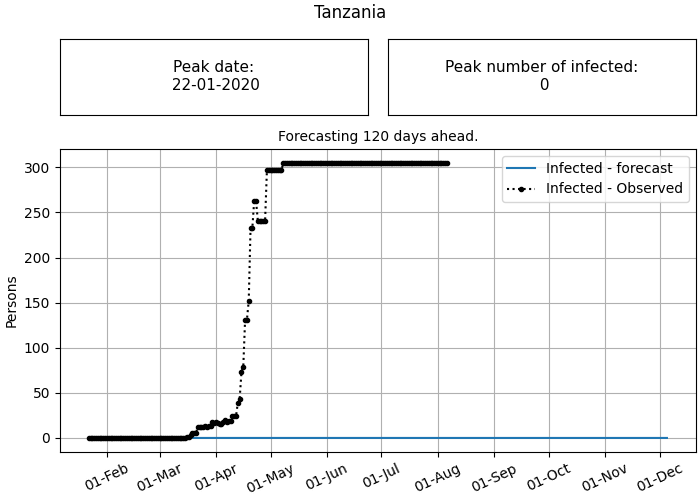 Tanzania
Peak date:
22-01-2020
Peak number of infected:
0
Forecasting 120 days ahead.
Infected - forecast
Infected - Observed
Persons
300
250
200
150
100
50
0
01-Feb
01-Mar
01-Apr
01-May
01-Jun
01-Jul
01-Aug
01-Sep
01-Oct
01-Nov
01-Dec